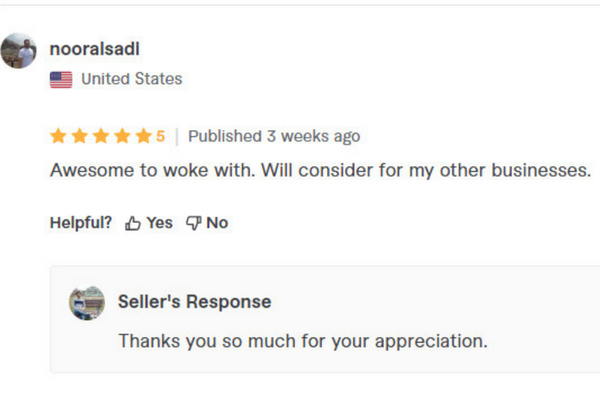 nooralsadi
United States
5 | Published 3 weeks ago
Awesome to woke with. Will consider for my other businesses.
Helpful? Yes No
Seller's Response
Thanks you so much for your appreciation.